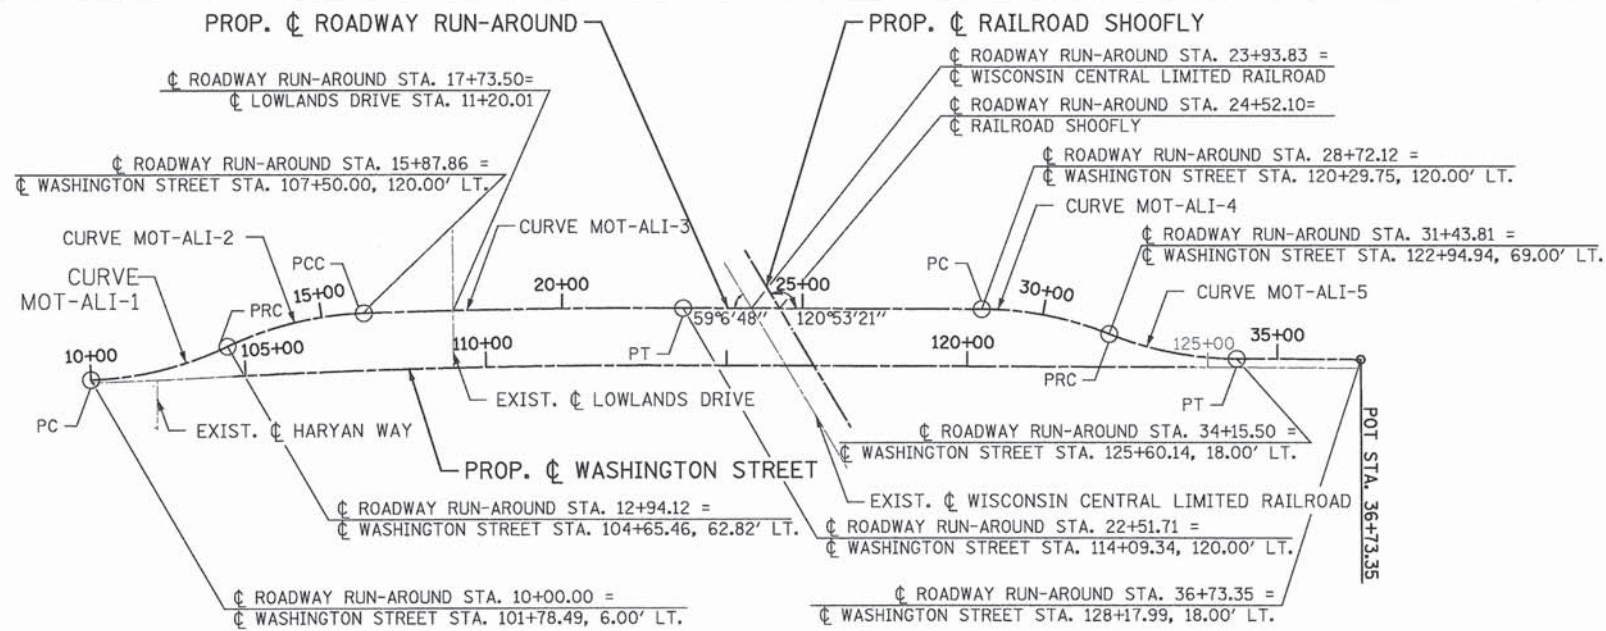 PROP. ℄ ROADWAY RUN-AROUND
PROP. ℄ RAILROAD SHOOFLY
℄ ROADWAY RUN-AROUND STA. 23+93.83 =
℄ WISCONSIN CENTRAL LIMITED RAILROAD
℄ ROADWAY RUN-AROUND STA. 17+73.50=
℄ LOWLANDS DRIVE STA. 11+20.01
℄ ROADWAY RUN-AROUND STA. 24+52.10=
℄ RAILROAD SHOOFLY
℄ ROADWAY RUN-AROUND STA. 15+87.86 =
℄ WASHINGTON STREET STA. 107+50.00, 120.00' LT.
℄ ROADWAY RUN-AROUND STA. 28+72.12 =
℄ WASHINGTON STREET STA. 120+29.75, 120.00' LT.
CURVE MOT-ALI-2
CURVE MOT-ALI-3
CURVE MOT-ALI-4
℄ ROADWAY RUN-AROUND STA. 31+43.81 =
℄ WASHINGTON STREET STA. 122+94.94, 69.00' LT.
CURVE
MOT-ALI-1
PCC
PC
CURVE MOT-ALI-5
PRC
15+00
20+00
25+00
30+00
59°6'48"
120°53'21"
10+00
105+00
110+00
PT
120+00
125+00
35+00
PRC
PC
EXIST. ℄ HARYAN WAY
EXIST. ℄ LOWLANDS DRIVE
PT
PROP. ℄ WASHINGTON STREET
℄ ROADWAY RUN-AROUND STA. 34+15.50 =
℄ WASHINGTON STREET STA. 125+60.14, 18.00' LT.
POT STA. 36+73.35
EXIST. ℄ WISCONSIN CENTRAL LIMITED RAILROAD
℄ ROADWAY RUN-AROUND STA. 12+94.12 =
℄ WASHINGTON STREET STA. 104+65.46, 62.82' LT.
℄ ROADWAY RUN-AROUND STA. 22+51.71 =
℄ WASHINGTON STREET STA. 114+09.34, 120.00' LT.
℄ ROADWAY RUN-AROUND STA. 10+00.00 =
℄ WASHINGTON STREET STA. 101+78.49, 6.00' LT.
℄ ROADWAY RUN-AROUND STA. 36+73.35 =
℄ WASHINGTON STREET STA. 128+17.99, 18.00' LT.